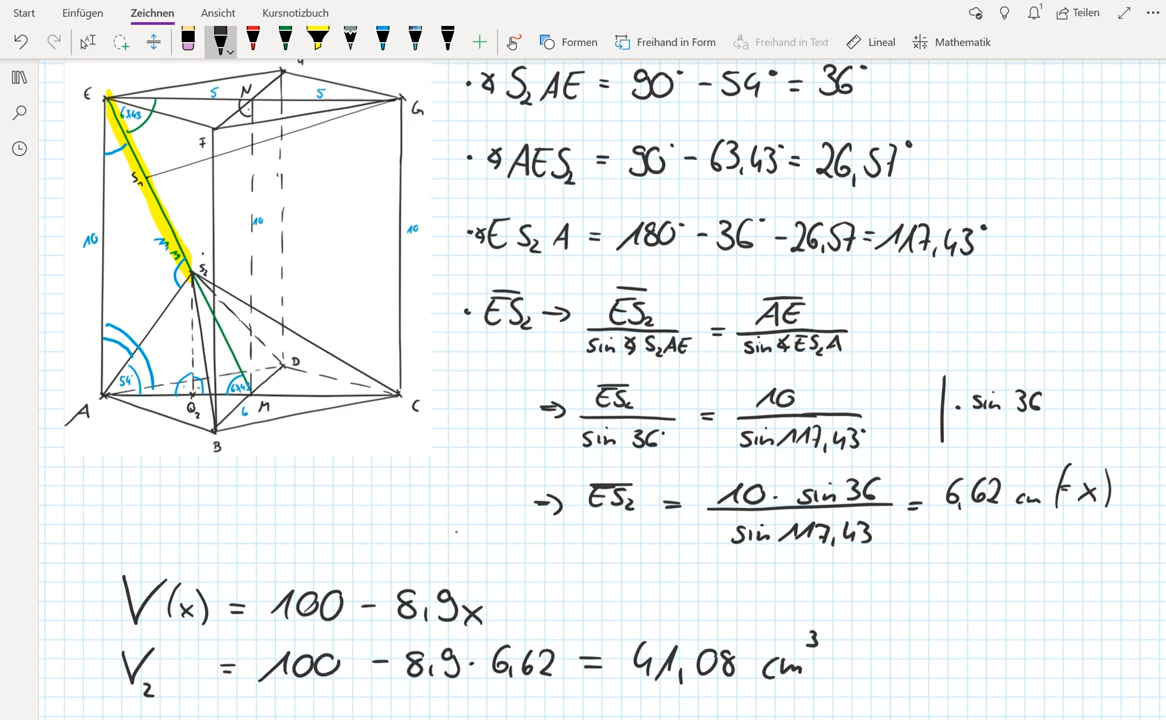 Start Einfügen Zeichnen Ansicht Kursnotizbuch
1 Teilen
Formen Freihand in Form Freihand in Text Lineal Mathematik
E 5 N 5 G
63,43
F
S₁
10 10 10
S₂
D
54° 63,43
A Q₂ 6 M C
B
· ∢ S₂AE = 90° - 54° = 36°
· ∢ AES₂ = 90° - 63,43° = 26,57°
· ∢ ES₂A = 180° - 36° - 26,57 = 117,43°
· ES₂ → ES₂ / sin ∢ S₂AE = AE / sin ∢ ES₂A
⇒ ES₂ / sin 36° = 10 / sin 117,43° | · sin 36
⇒ ES₂ = 10 · sin 36 / sin 117,43 = 6,62 cm (= x)
V(x) = 100 - 8,9x
V₂ = 100 - 8,9 · 6,62 = 41,08 cm³